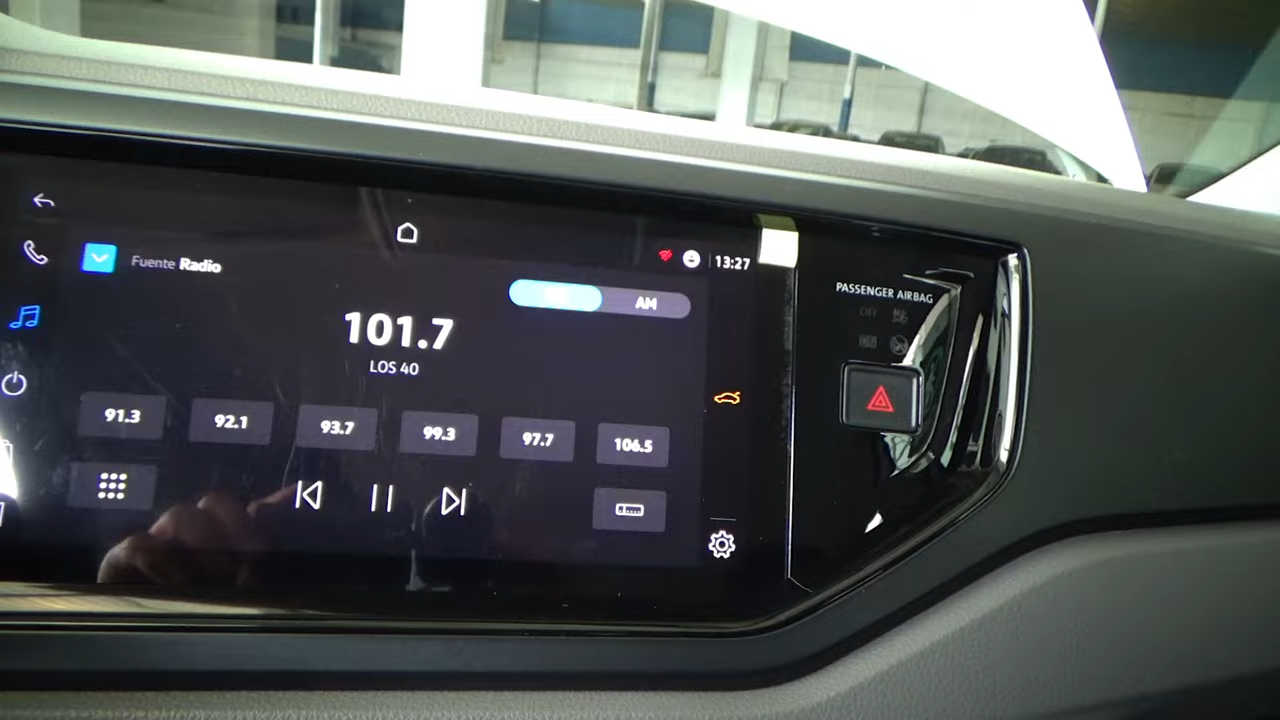 Fuente Radio
13:27
AM
101.7
LOS 40
91.3
92.1
93.7
99.3
97.7
106.5
PASSENGER AIRBAG
OFF